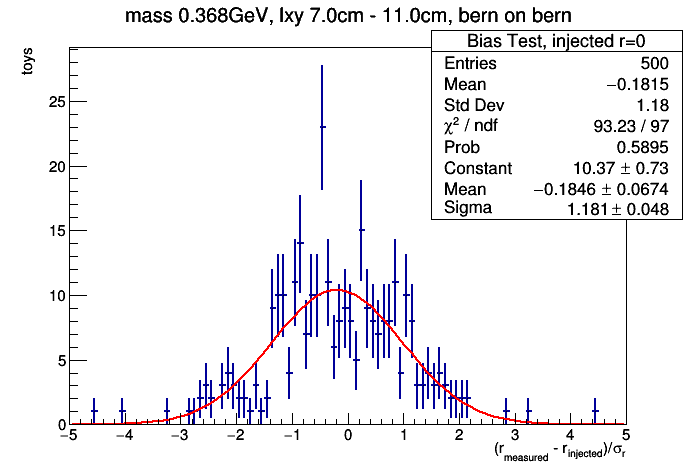 mass 0.368GeV, lxy 7.0cm - 11.0cm, bern on bern
Bias Test, injected r=0
Entries 500
Mean −0.1815
Std Dev 1.18
χ² / ndf 93.23 / 97
Prob 0.5895
Constant 10.37 ± 0.73
Mean −0.1846 ± 0.0674
Sigma 1.181 ± 0.048
toys
25
20
15
10
5
0
−5 −4 −3 −2 −1 0 1 2 3 4 5
(r_measured - r_injected)/σ_r